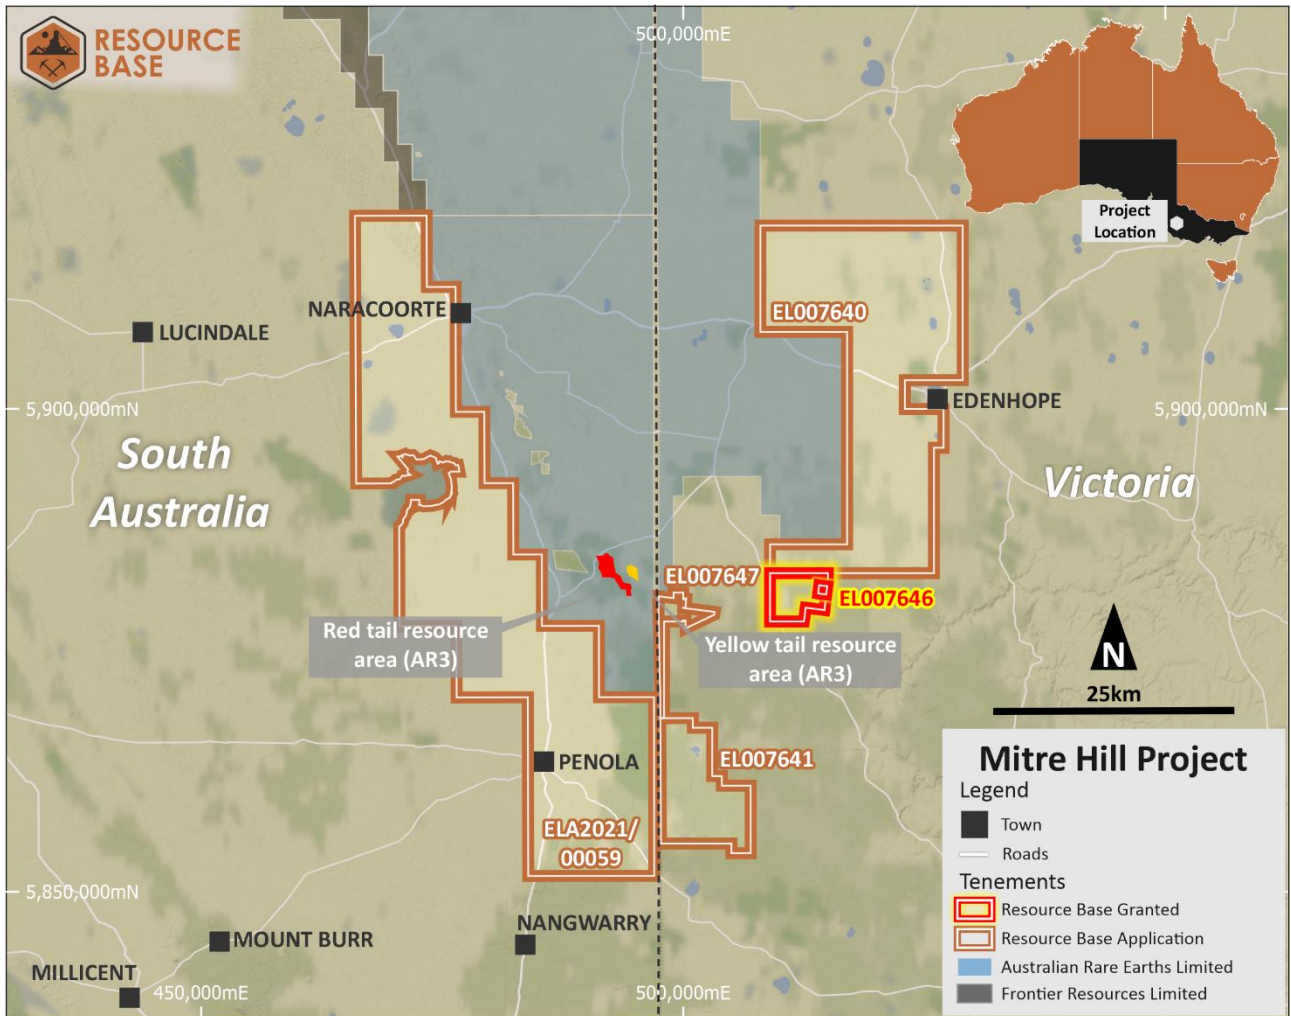 RESOURCE
BASE
500,000mE
Project
Location
NARACOORTE
LUCINDALE
EL007640
EDENHOPE
5,900,000mN
5,900,000mN
South
Australia
Victoria
EL007647
EL007646
Red tail resource
area (AR3)
Yellow tail resource
area (AR3)
N
25km
PENOLA
EL007641
ELA2021/
00059
5,850,000mN
NANGWARRY
MOUNT BURR
MILLICENT
450,000mE
500,000mE
Mitre Hill Project
Legend
Town
Roads
Tenements
Resource Base Granted
Resource Base Application
Australian Rare Earths Limited
Frontier Resources Limited